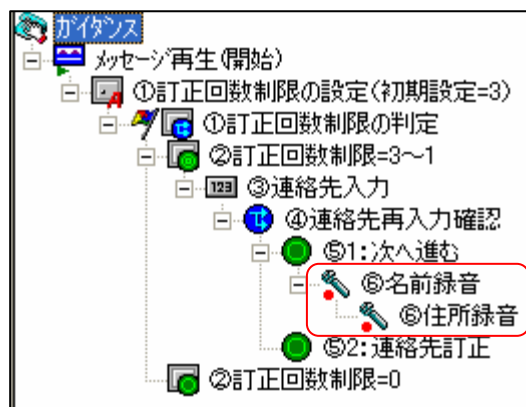 ガイダンス
メッセージ再生(開始)
①訂正回数制限の設定(初期設定=3)
①訂正回数制限の判定
②訂正回数制限=3～1
123 ③連絡先入力
④連絡先再入力確認
⑤1:次へ進む
⑥名前録音
⑥住所録音
⑤2:連絡先訂正
②訂正回数制限=0